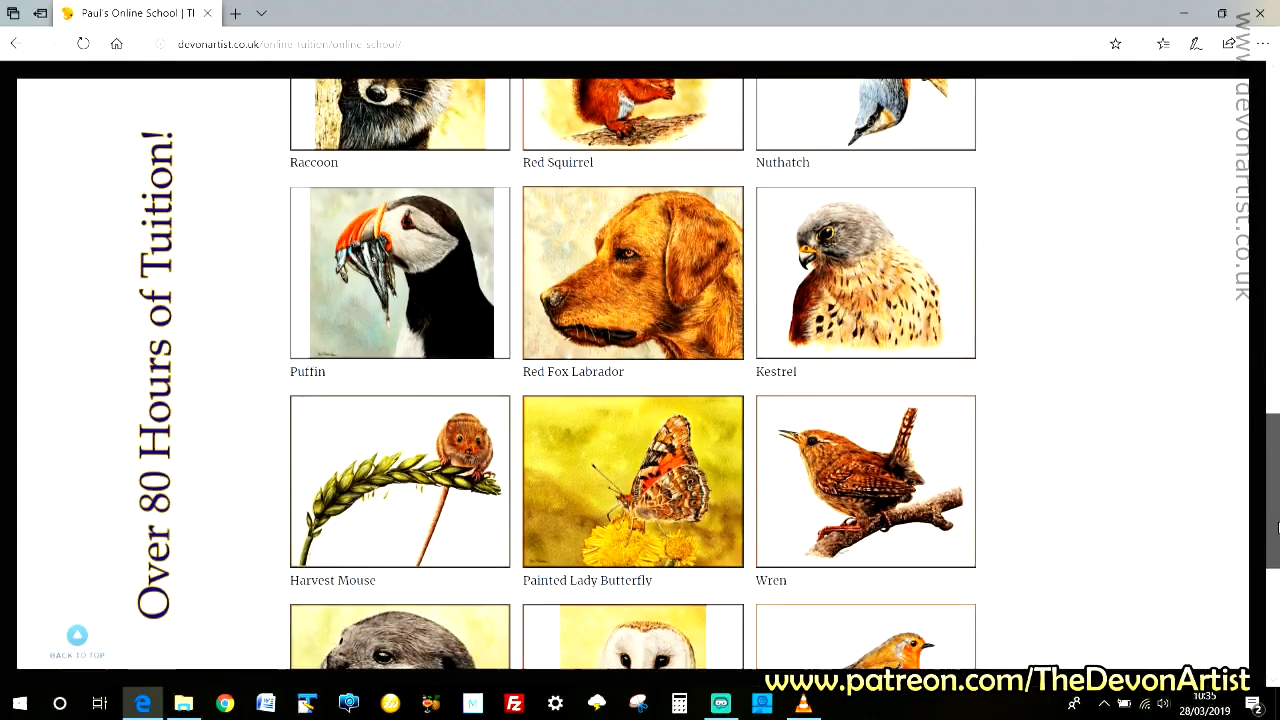 Paul's Online School | Tl
devonartist.co.uk/online-tuition/online-school/
www.devonartist.co.uk
Over 80 Hours of Tuition!
Raccoon
Red Squirrel
Nuthatch
Puffin
Red Fox Labrador
Kestrel
Harvest Mouse
Painted Lady Butterfly
Wren
BACK TO TOP
www.patreon.com/TheDevonArtist
10:35
28/03/2019
2